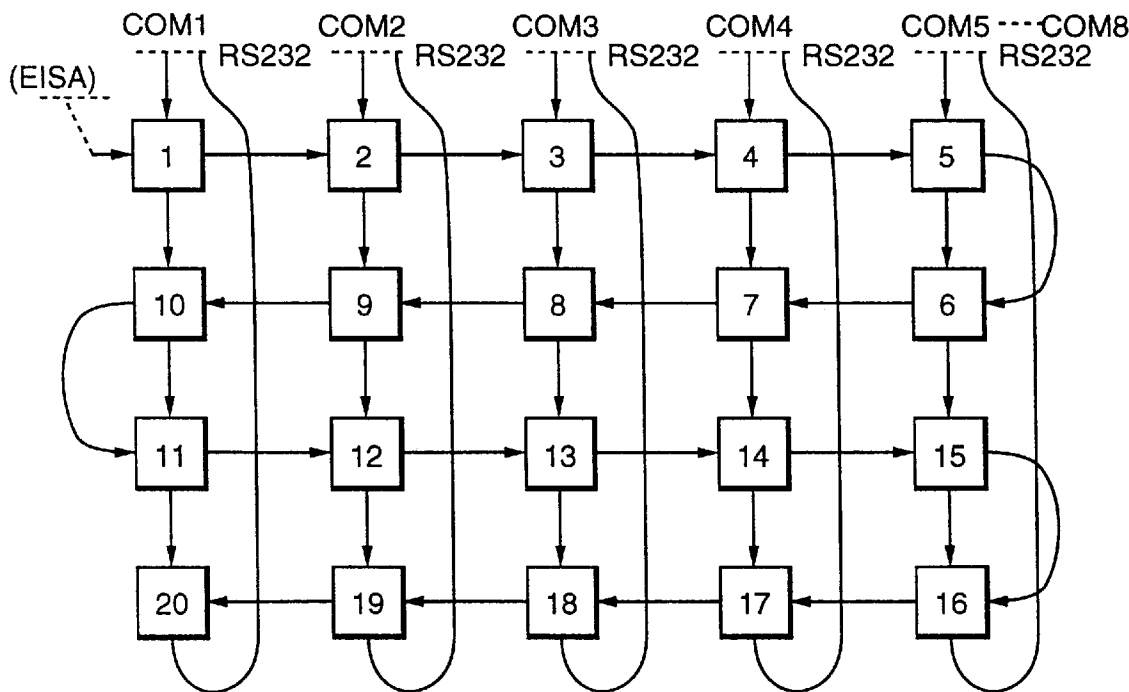 COM1 COM2 COM3 COM4 COM5 COM8
RS232 RS232 RS232 RS232 RS232
(EISA)
1 2 3 4 5
10 9 8 7 6
11 12 13 14 15
20 19 18 17 16